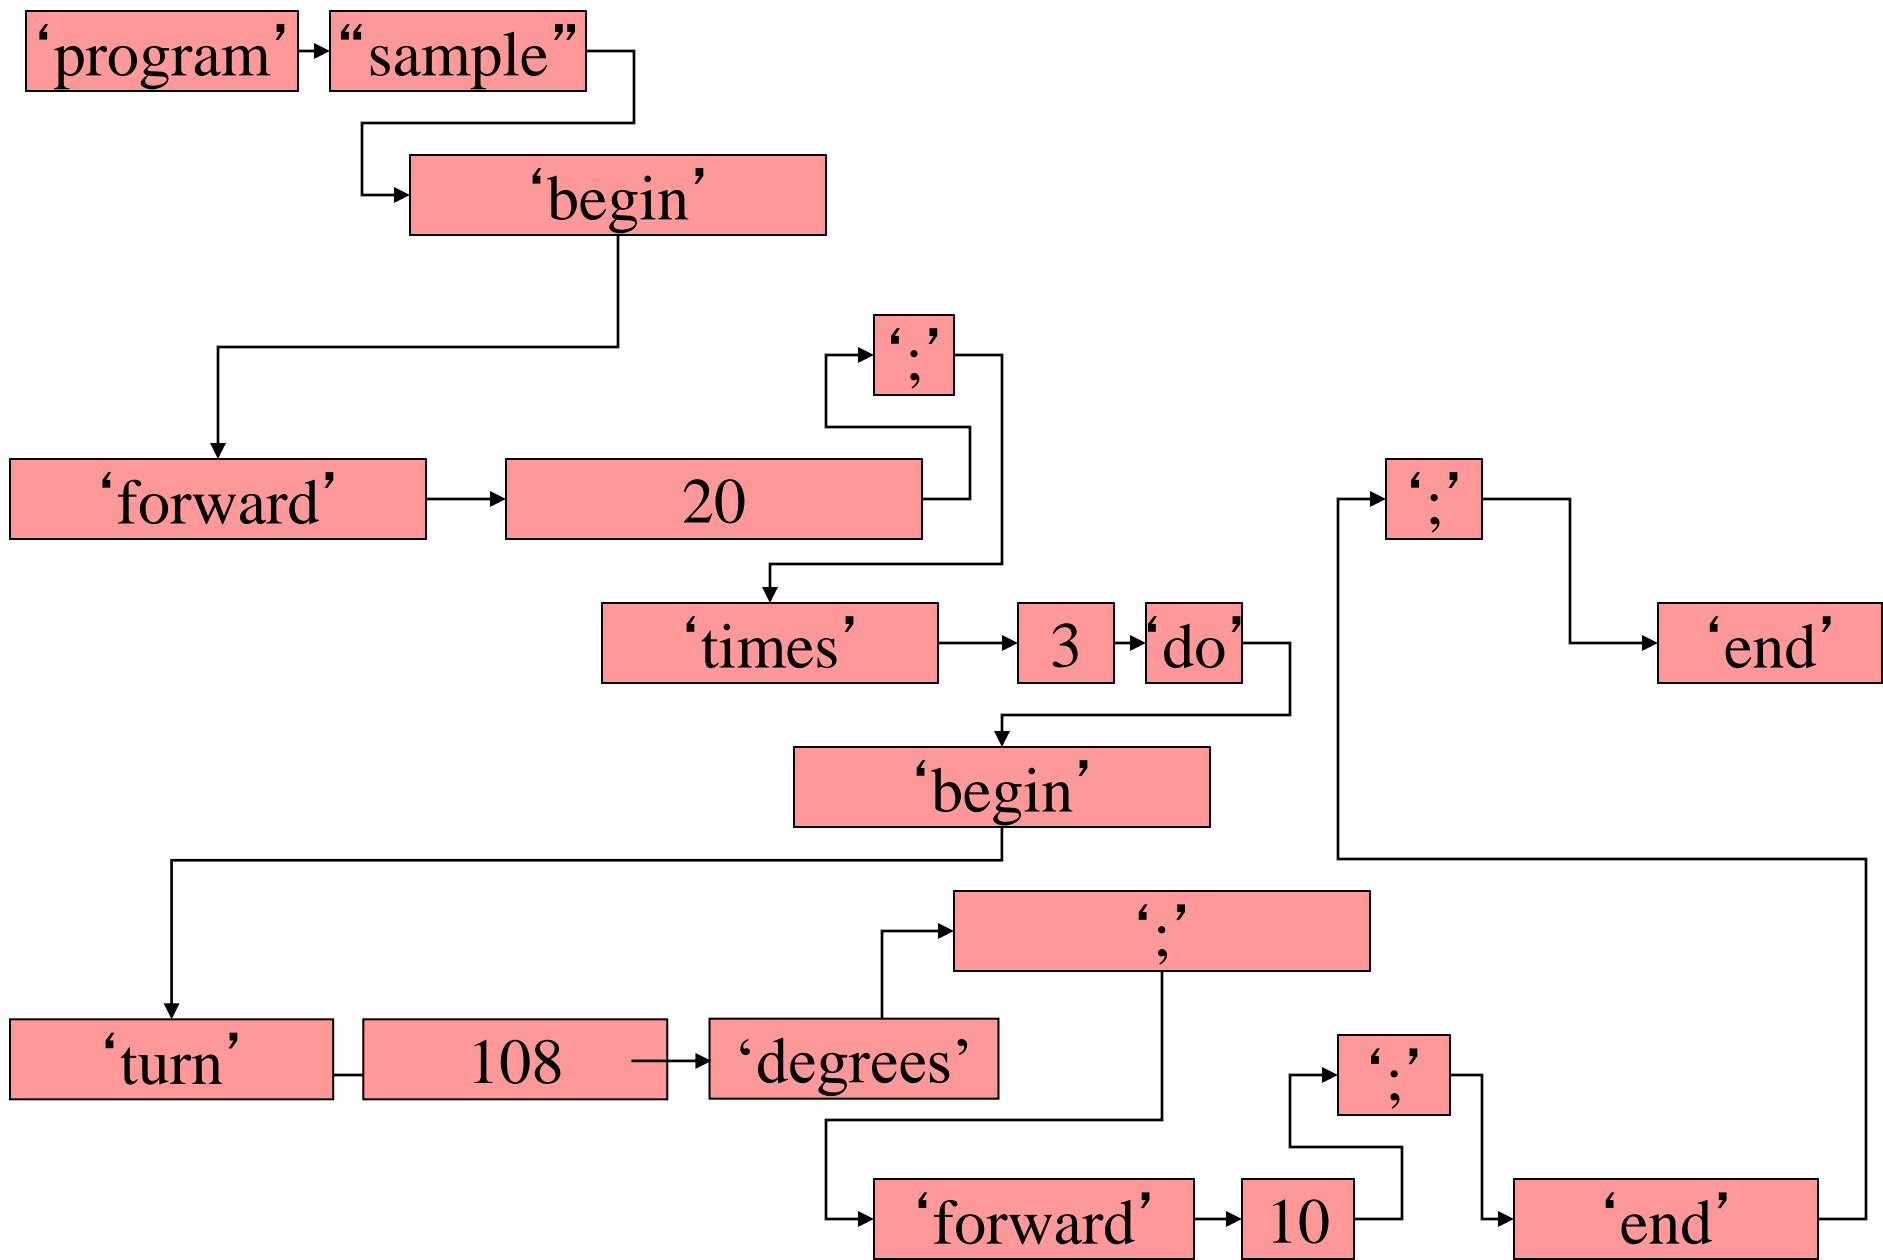 ‘program’ “sample”
‘begin’
‘;’
‘forward’ 20 ‘;’
‘times’ 3 ‘do’ ‘end’
‘begin’
‘;’
‘turn’ 108 ‘degrees’ ‘;’
‘forward’ 10 ‘end’